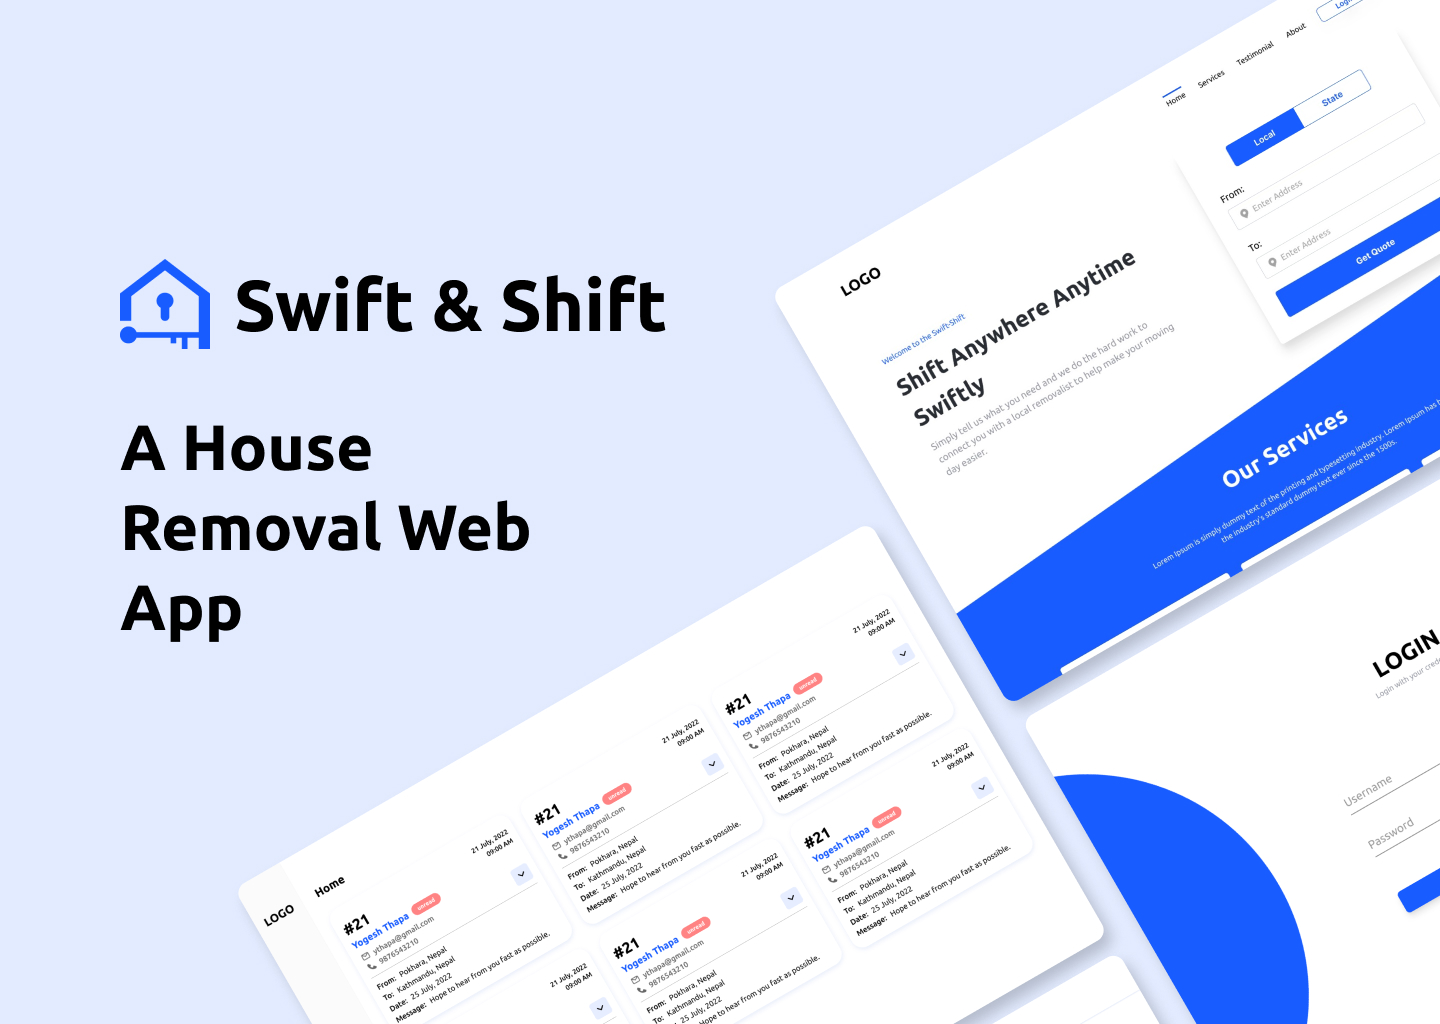 Swift & Shift
A House
Removal Web
App
Home
Services
Testimonial
About
LOGO
Local
State
From:
Enter Address
To:
Enter Address
Get Quote
Welcome to the Swift-Shift
Shift Anywhere Anytime
Swiftly
Simply tell us what you need and we do the hard work to
connect you with a local removalist to help make your moving
day easier.
Our Services
Lorem Ipsum is simply dummy text of the printing and typesetting industry. Lorem Ipsum has
the industry's standard dummy text ever since the 1500s.
LOGIN
Login with your
Username
Password
LOGO
Home
21 July, 2022
09:00 AM
#21
Yogesh Thapa unread
ythapa@gmail.com
9876543210
From: Pokhara, Nepal
To: Kathmandu, Nepal
Date: 25 July, 2022
Message: Hope to hear from you fast as possible.
21 July, 2022
09:00 AM
#21
Yogesh Thapa unread
ythapa@gmail.com
9876543210
From: Pokhara, Nepal
To: Kathmandu, Nepal
Date: 25 July, 2022
Message: Hope to hear from you fast as possible.
21 July, 2022
09:00 AM
#21
Yogesh Thapa unread
ythapa@gmail.com
9876543210
From: Pokhara, Nepal
To: Kathmandu, Nepal
Date: 25 July, 2022
Message: Hope to hear from you fast as possible.
21 July, 2022
09:00 AM
21 July, 2022
09:00 AM
#21
Yogesh Thapa unread
ythapa@gmail.com
9876543210
From: Pokhara, Nepal
To: Kathmandu, Nepal
Date: 25 July, 2022
Message: Hope to hear from you fast as possible.
21 July, 2022
09:00 AM
#21
Yogesh Thapa unread
ythapa@gmail.com
9876543210
From: Pokhara, Nepal
To: Kathmandu, Nepal
Date: 25 July, 2022
Message: Hope to hear from you fast as possible.